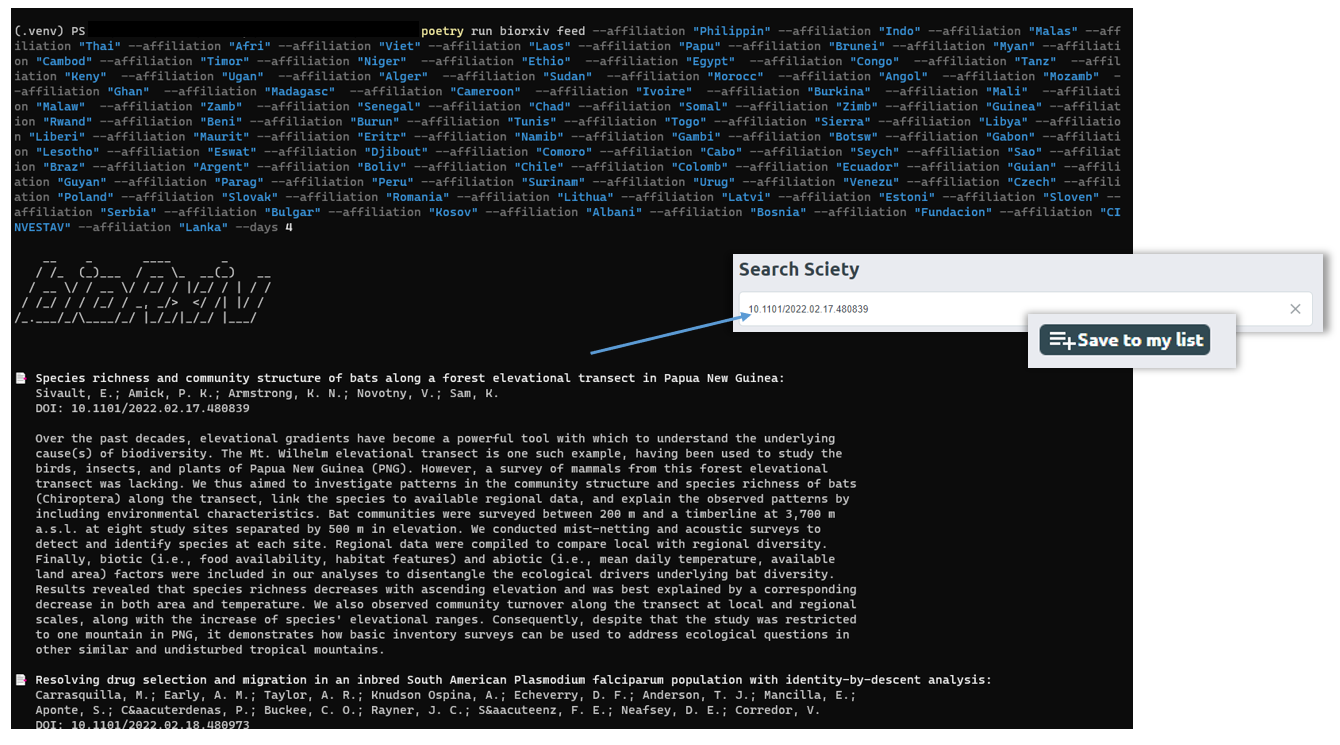 (.venv) PS poetry run biorxiv feed --affiliation "Philippin" --affiliation "Indo" --affiliation "Malas" --aff
iliation "Thai" --affiliation "Afri" --affiliation "Viet" --affiliation "Laos" --affiliation "Papu" --affiliation "Brunei" --affiliation "Myan" --affiliati
on "Cambod" --affiliation "Timor" --affiliation "Niger" --affiliation "Ethio" --affiliation "Egypt" --affiliation "Congo" --affiliation "Tanz" --affil
iation "Keny" --affiliation "Ugan" --affiliation "Alger" --affiliation "Sudan" --affiliation "Morocc" --affiliation "Angol" --affiliation "Mozamb" -
-affiliation "Ghan" --affiliation "Madagasc" --affiliation "Cameroon" --affiliation "Ivoire" --affiliation "Burkina" --affiliation "Mali" --affiliati
on "Malaw" --affiliation "Zamb" --affiliation "Senegal" --affiliation "Chad" --affiliation "Somal" --affiliation "Zimb" --affiliation "Guinea" --affiliat
ion "Rwand" --affiliation "Beni" --affiliation "Burun" --affiliation "Tunis" --affiliation "Togo" --affiliation "Sierra" --affiliation "Libya" --affiliatio
n "Liberi" --affiliation "Maurit" --affiliation "Eritr" --affiliation "Namib" --affiliation "Gambi" --affiliation "Botsw" --affiliation "Gabon" --affiliati
on "Lesotho" --affiliation "Eswat" --affiliation "Djibout" --affiliation "Comoro" --affiliation "Cabo" --affiliation "Seych" --affiliation "Sao" --affiliat
ion "Braz" --affiliation "Argent" --affiliation "Boliv" --affiliation "Chile" --affiliation "Colomb" --affiliation "Ecuador" --affiliation "Guian" --affili
ation "Guyan" --affiliation "Parag" --affiliation "Peru" --affiliation "Surinam" --affiliation "Urug" --affiliation "Venezu" --affiliation "Czech" --affili
ation "Poland" --affiliation "Slovak" --affiliation "Romania" --affiliation "Lithua" --affiliation "Latvi" --affiliation "Estoni" --affiliation "Sloven" --
affiliation "Serbia" --affiliation "Bulgar" --affiliation "Kosov" --affiliation "Albani" --affiliation "Bosnia" --affiliation "Fundacion" --affiliation "CI
NVESTAV" --affiliation "Lanka" --days 4
bioRxiv
Search Sciety
10.1101/2022.02.17.480839
Save to my list
Species richness and community structure of bats along a forest elevational transect in Papua New Guinea:
Sivault, E.; Amick, P. K.; Armstrong, K. N.; Novotny, V.; Sam, K.
DOI: 10.1101/2022.02.17.480839
Over the past decades, elevational gradients have become a powerful tool with which to understand the underlying
cause(s) of biodiversity. The Mt. Wilhelm elevational transect is one such example, having been used to study the
birds, insects, and plants of Papua New Guinea (PNG). However, a survey of mammals from this forest elevational
transect was lacking. We thus aimed to investigate patterns in the community structure and species richness of bats
(Chiroptera) along the transect, link the species to available regional data, and explain the observed patterns by
including environmental characteristics. Bat communities were surveyed between 200 m and a timberline at 3,700 m
a.s.l. at eight study sites separated by 500 m in elevation. We conducted mist-netting and acoustic surveys to
detect and identify species at each site. Regional data were compiled to compare local with regional diversity.
Finally, biotic (i.e., food availability, habitat features) and abiotic (i.e., mean daily temperature, available
land area) factors were included in our analyses to disentangle the ecological drivers underlying bat diversity.
Results revealed that species richness decreases with ascending elevation and was best explained by a corresponding
decrease in both area and temperature. We also observed community turnover along the transect at local and regional
scales, along with the increase of species' elevational ranges. Consequently, despite that the study was restricted
to one mountain in PNG, it demonstrates how basic inventory surveys can be used to address ecological questions in
other similar and undisturbed tropical mountains.
Resolving drug selection and migration in an inbred South American Plasmodium falciparum population with identity-by-descent analysis:
Carrasquilla, M.; Early, A. M.; Taylor, A. R.; Knudson Ospina, A.; Echeverry, D. F.; Anderson, T. J.; Mancilla, E.;
Aponte, S.; C&aacuterdenas, P.; Buckee, C. O.; Rayner, J. C.; S&aacuteenz, F. E.; Neafsey, D. E.; Corredor, V.
DOI: 10.1101/2022.02.18.480973